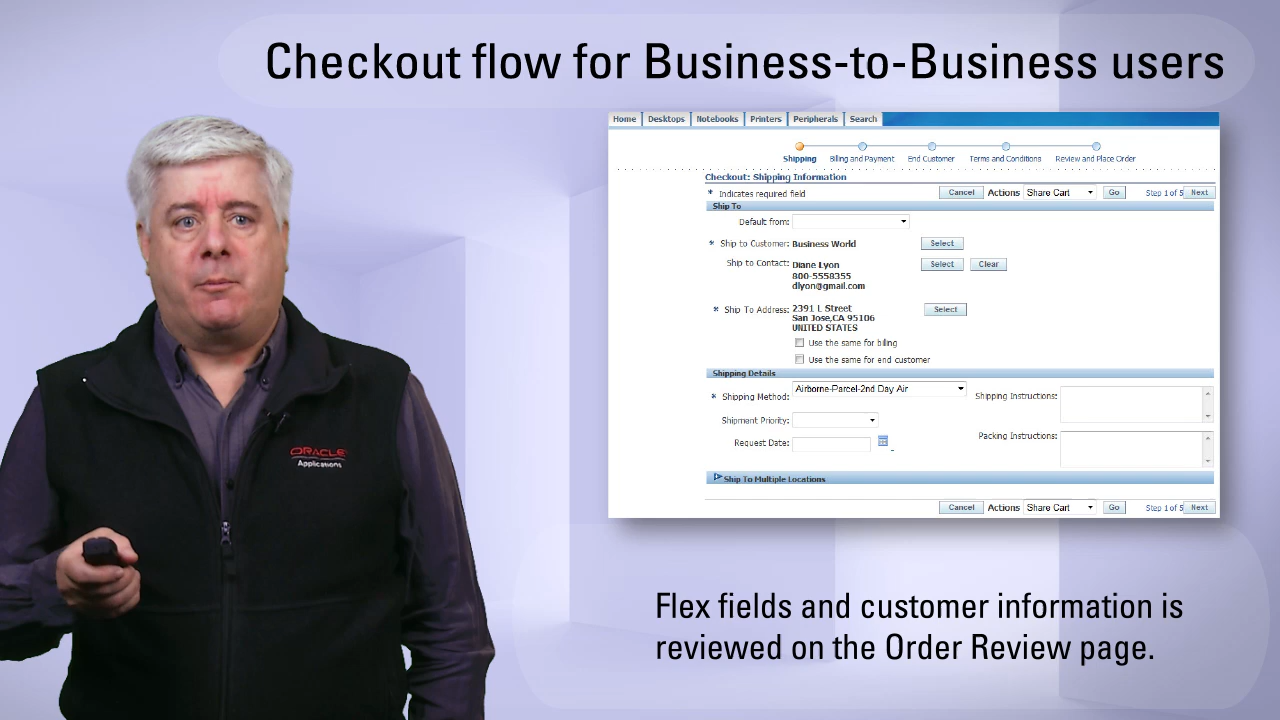 Checkout flow for Business-to-Business users
Home Desktops Notebooks Printers Peripherals Search
Shipping Billing and Payment End Customer Terms and Conditions Review and Place Order
Checkout: Shipping Information
* Indicates required field Cancel Actions Share Cart Go Step 1 of 5 Next
Ship To
Default from:
* Ship to Customer: Business World Select
Ship to Contact: Diane Lyon Select Clear
800-5558355
dlyon@gmail.com
* Ship To Address: 2391 L Street Select
San Jose,CA 95106
UNITED STATES
Use the same for billing
Use the same for end customer
Shipping Details
* Shipping Method: Airborne-Parcel-2nd Day Air Shipping Instructions:
Shipment Priority:
Request Date: Packing Instructions:
Ship To Multiple Locations
Cancel Actions Share Cart Go Step 1 of 5 Next
ORACLE
Applications
Flex fields and customer information is
reviewed on the Order Review page.